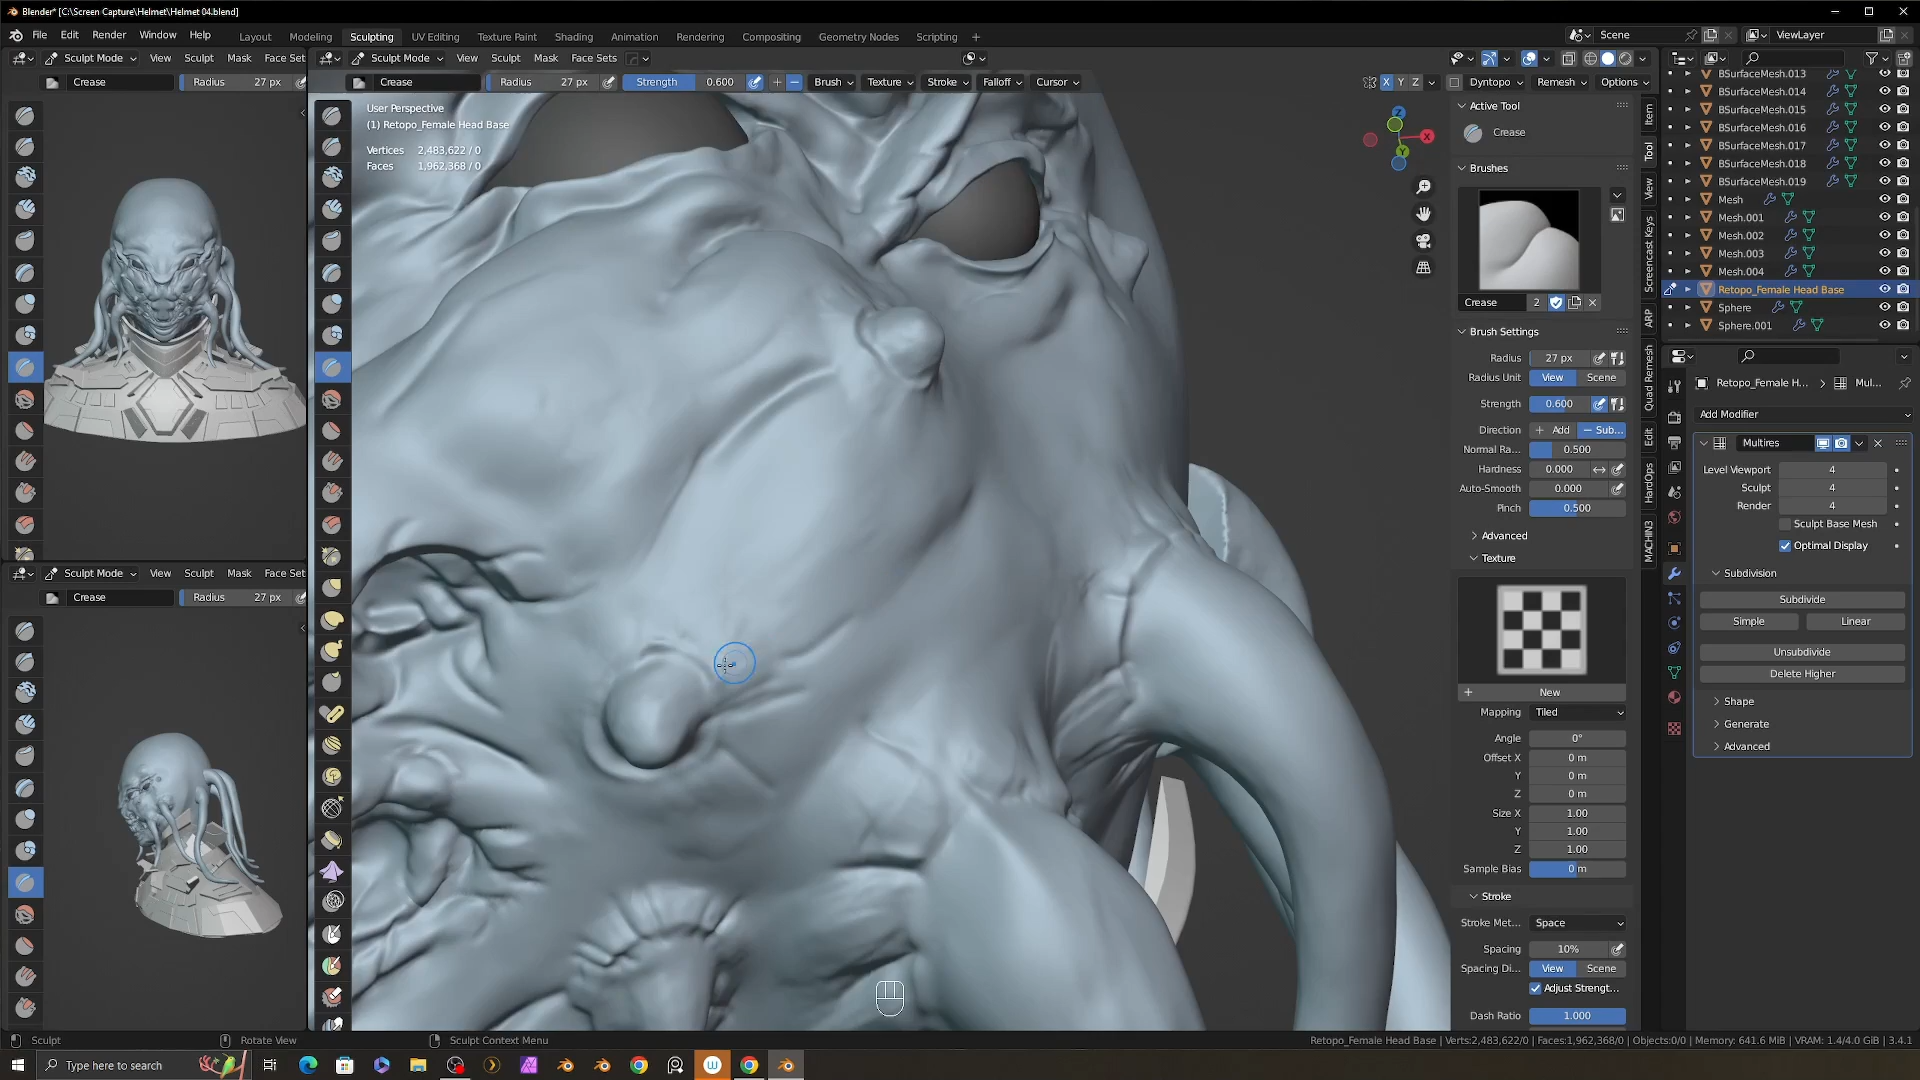 Blender* [C:\Screen Capture\Helmet\Helmet 04.blend]
File Edit Render Window Help Layout Modeling Sculpting UV Editing Texture Paint Shading Animation Rendering Compositing Geometry Nodes Scripting + Scene ViewLayer
Sculpt Mode View Sculpt Mask Face Set
Crease Radius 27 px
Sculpt Mode View Sculpt Mask Face Sets
Crease Radius 27 px Strength 0.600 Brush Texture Stroke Falloff Cursor X Y Z Dyntopo Remesh Options
User Perspective
(1) Retopo_Female Head Base
Vertices 2,483,622 / 0
Faces 1,962,368 / 0
Z
X
Y
Sculpt Mode View Sculpt Mask Face Set
Crease Radius 27 px
Active Tool
Crease
Brushes
Crease 2
Brush Settings
Radius 27 px
Radius Unit View Scene
Strength 0.600
Direction + Add − Sub...
Normal Ra... 0.500
Hardness 0.000
Auto-Smooth 0.000
Pinch 0.500
Advanced
Texture
+ New
Mapping Tiled
Angle 0°
Offset X 0 m
Y 0 m
Z 0 m
Size X 1.00
Y 1.00
Z 1.00
Sample Bias 0 m
Stroke
Stroke Met... Space
Spacing 10%
Spacing Di... View Scene
Adjust Strengt...
Dash Ratio 1.000
Item
Tool
View
Screencast Keys
ARP
Quad Remesh
Edit
HardOps
MACHIN3
BSurfaceMesh.013
BSurfaceMesh.014
BSurfaceMesh.015
BSurfaceMesh.016
BSurfaceMesh.017
BSurfaceMesh.018
BSurfaceMesh.019
Mesh
Mesh.001
Mesh.002
Mesh.003
Mesh.004
Retopo_Female Head Base
Sphere
Sphere.001
Retopo_Female H... Mul...
Add Modifier
Multires
Level Viewport 4
Sculpt 4
Render 4
Sculpt Base Mesh
Optimal Display
Subdivision
Subdivide
Simple Linear
Unsubdivide
Delete Higher
Shape
Generate
Advanced
Sculpt Rotate View Sculpt Context Menu Retopo_Female Head Base | Verts:2,483,622/0 | Faces:1,962,368/0 | Objects:0/0 | Memory: 641.6 MiB | VRAM: 1.4/4.0 GiB | 3.4.1
Type here to search